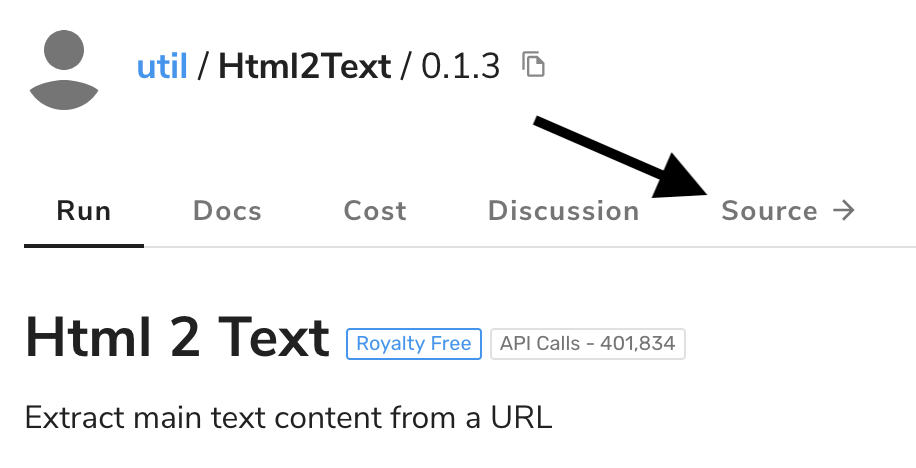 util / Html2Text / 0.1.3
Run Docs Cost Discussion Source →
Html 2 Text Royalty Free API Calls - 401,834
Extract main text content from a URL